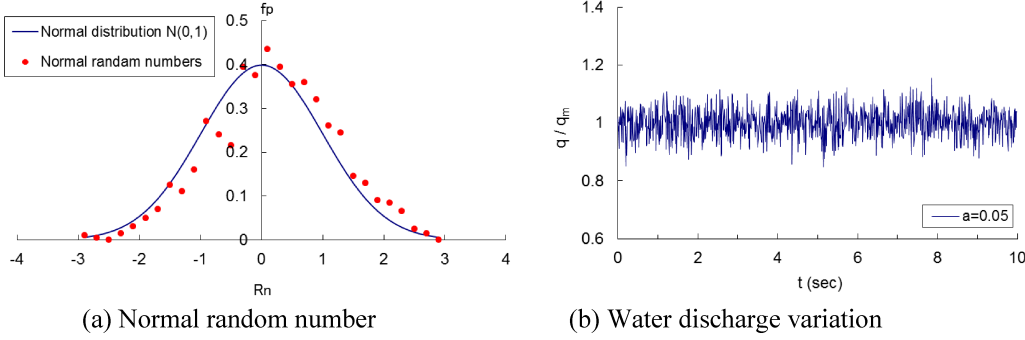 fp
Normal distribution N(0,1)
Normal randam numbers
0.5
0.4
0.3
0.2
0.1
0
-4 -3 -2 -1 0 1 2 3 4
Rn
(a) Normal random number
1.4
1.2
1
0.8
0.6
q / qm
a=0.05
0 2 4 6 8 10
t (sec)
(b) Water discharge variation